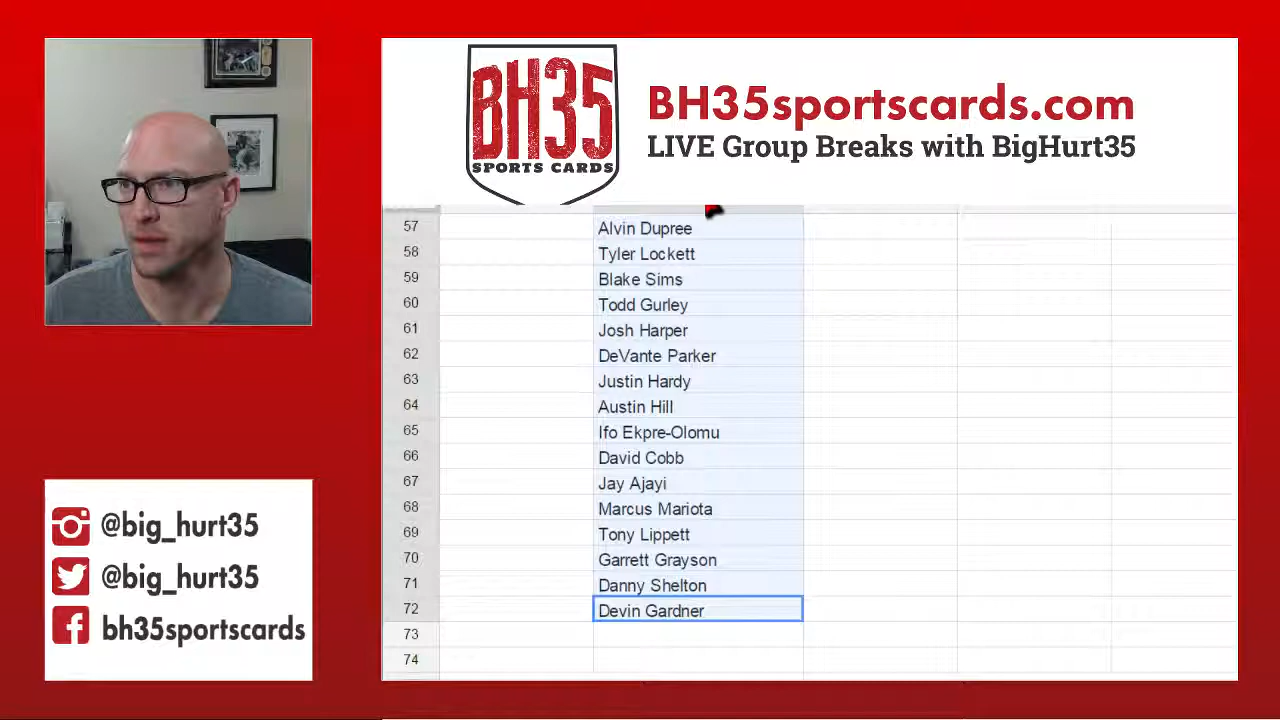 BH35
SPORTS CARDS
BH35sportscards.com
LIVE Group Breaks with BigHurt35
57 Alvin Dupree
58 Tyler Lockett
59 Blake Sims
60 Todd Gurley
61 Josh Harper
62 DeVante Parker
63 Justin Hardy
64 Austin Hill
65 Ifo Ekpre-Olomu
66 David Cobb
67 Jay Ajayi
68 Marcus Mariota
69 Tony Lippett
70 Garrett Grayson
71 Danny Shelton
72 Devin Gardner
73
74
@big_hurt35
@big_hurt35
bh35sportscards